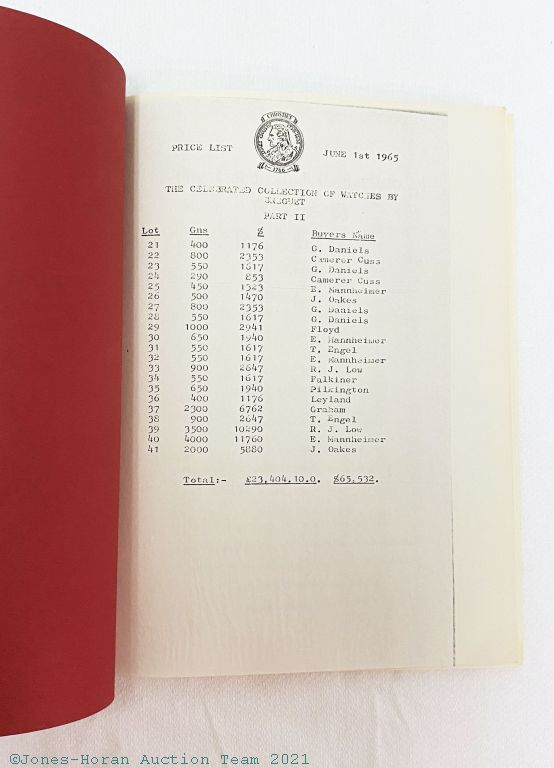 CHRISTIE'S
1766
PRICE LIST JUNE 1st 1965
THE CELEBRATED COLLECTION OF WATCHES BY
BREGUET
PART II
Lot Gns $ Buyers Name
21 400 1176 G. Daniels
22 800 2353 Camerer Cuss
23 550 1617 G. Daniels
24 290 853 Camerer Cuss
25 450 1323 E. Mannheimer
26 500 1470 J. Oakes
27 800 2353 G. Daniels
28 550 1617 G. Daniels
29 1000 2941 Floyd
30 650 1940 E. Mannheimer
31 550 1617 T. Engel
32 550 1617 E. Mannheimer
33 900 2647 R. J. Low
34 550 1617 Falkiner
35 650 1940 Pilkington
36 400 1176 Leyland
37 2300 6762 Graham
38 900 2647 T. Engel
39 3500 10290 R. J. Low
40 4000 11760 E. Mannheimer
41 2000 5880 J. Oakes
Total:- £23,404.10.0. $65,532.
©Jones-Horan Auction Team 2021